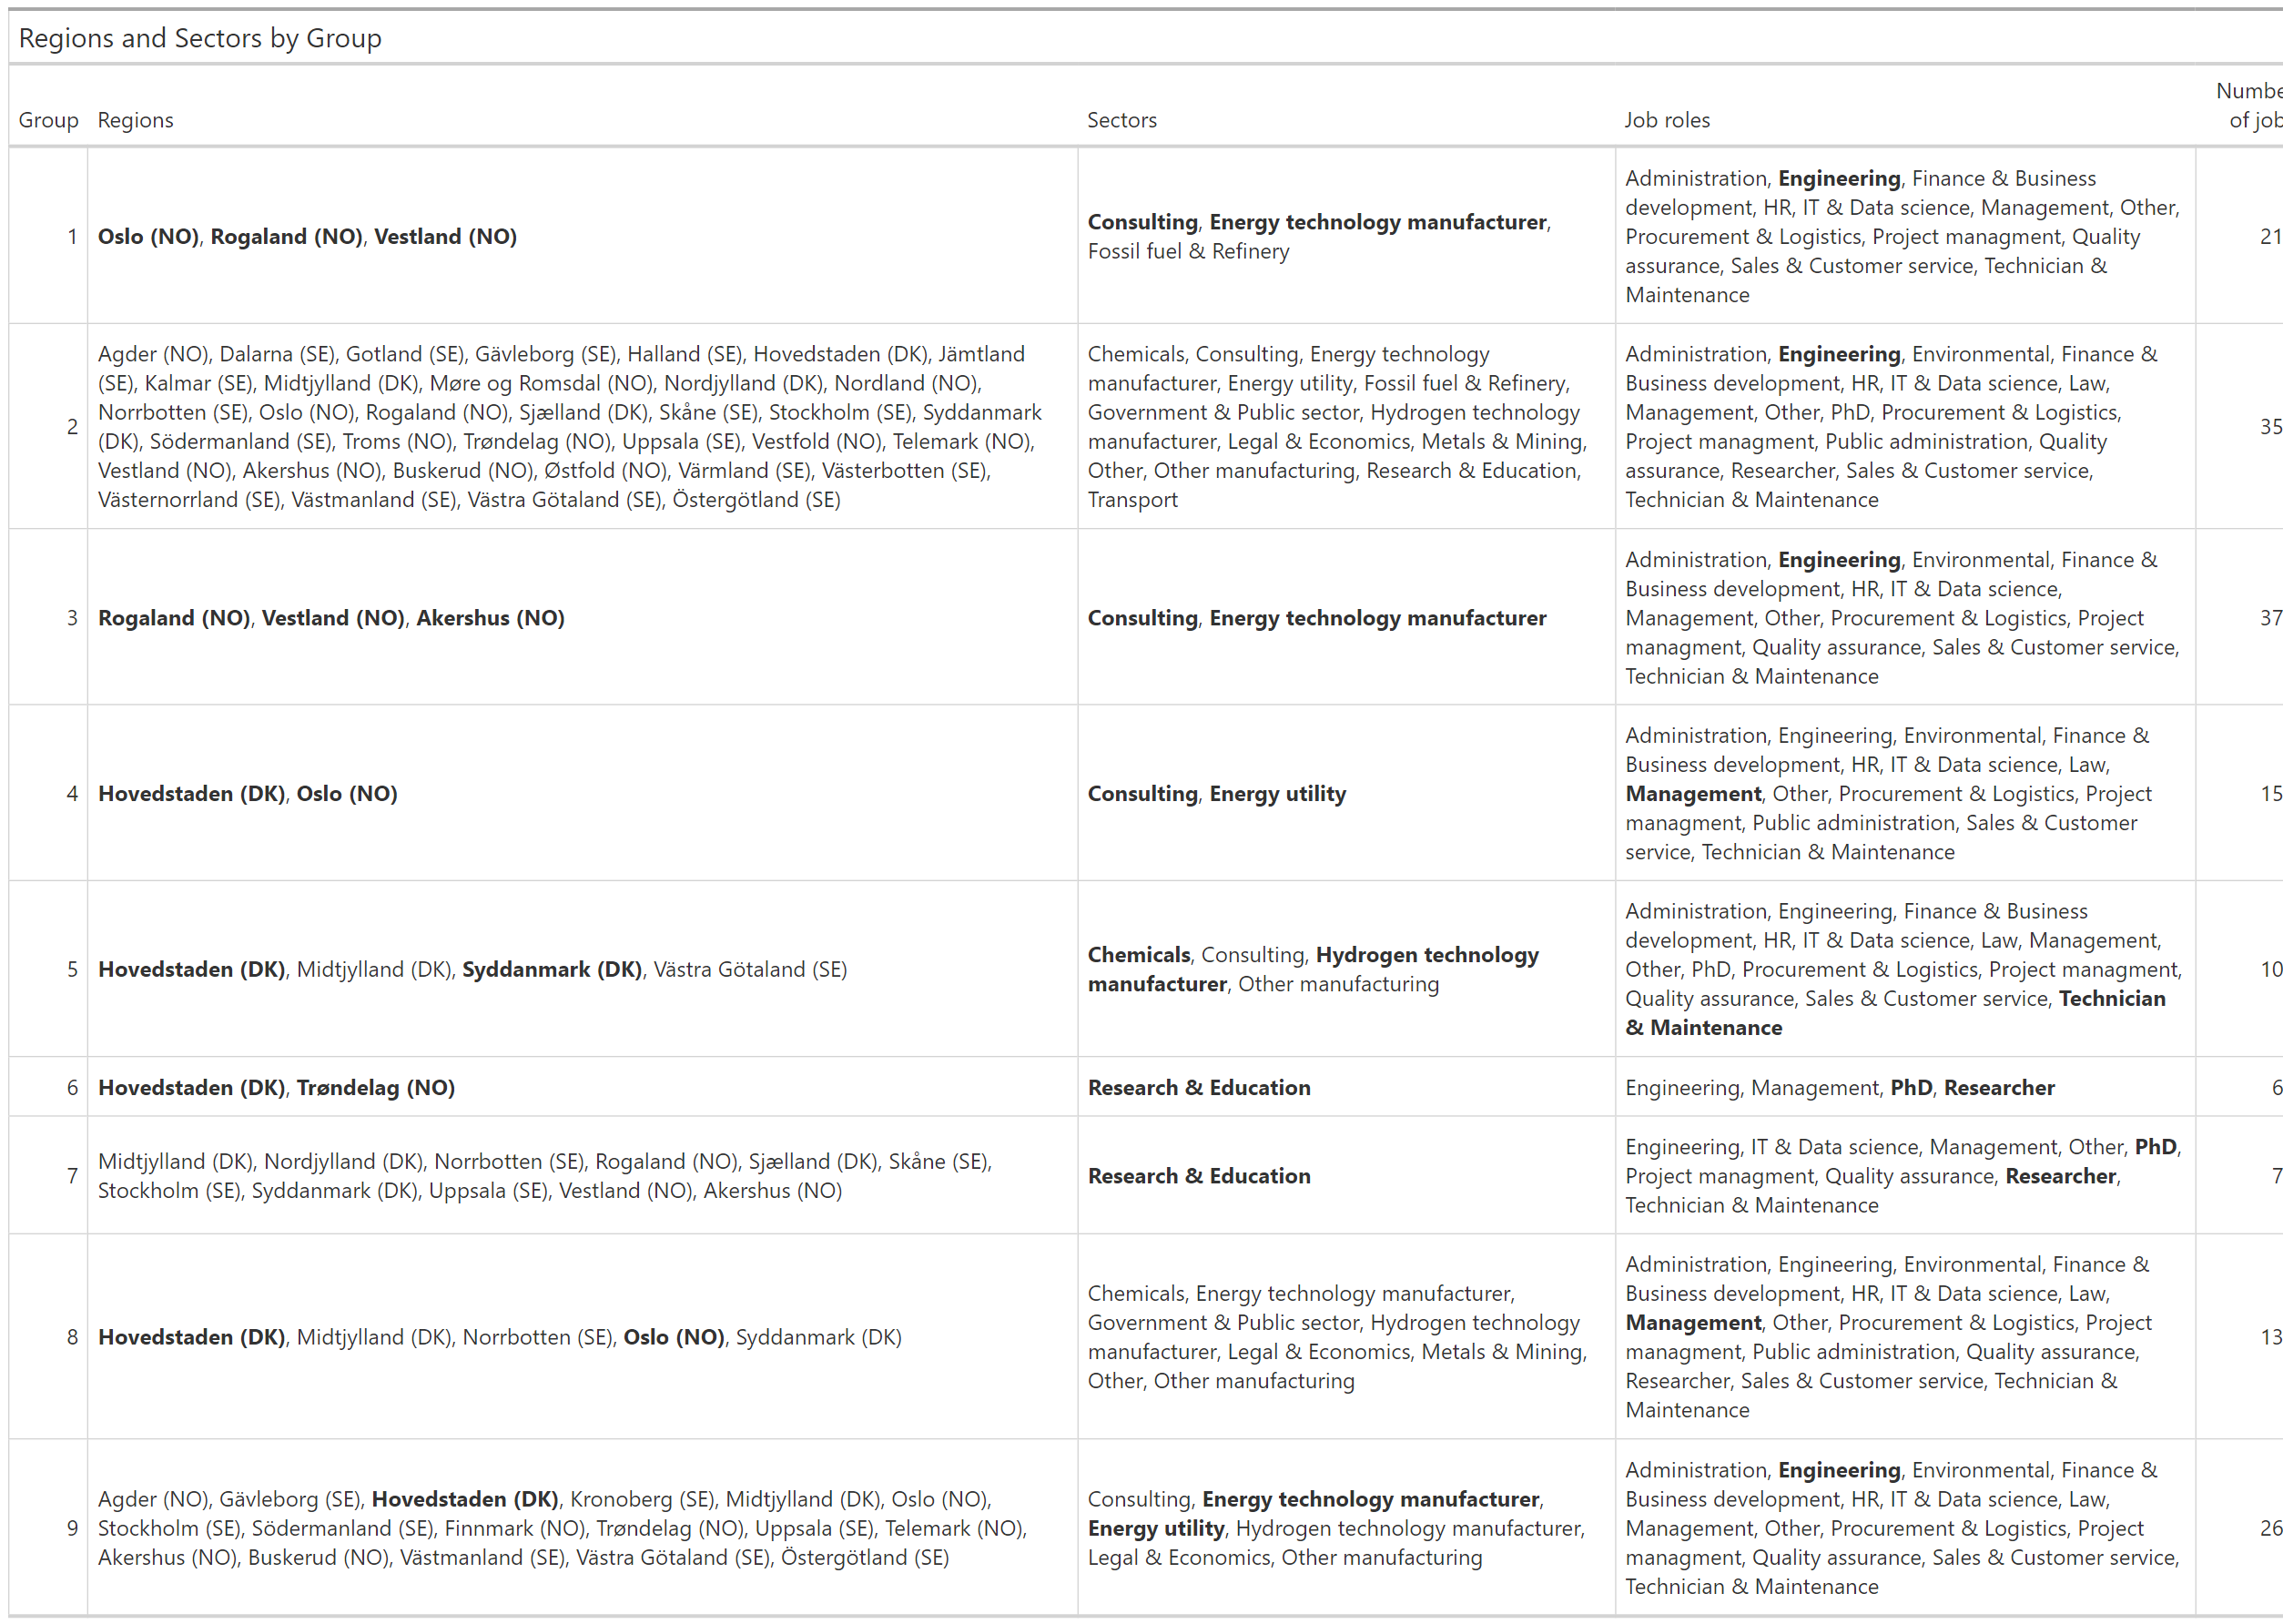 Regions and Sectors by Group
Group Regions Sectors Job roles Numbe
of job
1 Oslo (NO), Rogaland (NO), Vestland (NO)
Consulting, Energy technology manufacturer,
Fossil fuel & Refinery
Administration, Engineering, Finance & Business
development, HR, IT & Data science, Management, Other,
Procurement & Logistics, Project managment, Quality
assurance, Sales & Customer service, Technician &
Maintenance
21
2
Agder (NO), Dalarna (SE), Gotland (SE), Gävleborg (SE), Halland (SE), Hovedstaden (DK), Jämtland
(SE), Kalmar (SE), Midtjylland (DK), Møre og Romsdal (NO), Nordjylland (DK), Nordland (NO),
Norrbotten (SE), Oslo (NO), Rogaland (NO), Sjælland (DK), Skåne (SE), Stockholm (SE), Syddanmark
(DK), Södermanland (SE), Troms (NO), Trøndelag (NO), Uppsala (SE), Vestfold (NO), Telemark (NO),
Vestland (NO), Akershus (NO), Buskerud (NO), Østfold (NO), Värmland (SE), Västerbotten (SE),
Västernorrland (SE), Västmanland (SE), Västra Götaland (SE), Östergötland (SE)
Chemicals, Consulting, Energy technology
manufacturer, Energy utility, Fossil fuel & Refinery,
Government & Public sector, Hydrogen technology
manufacturer, Legal & Economics, Metals & Mining,
Other, Other manufacturing, Research & Education,
Transport
Administration, Engineering, Environmental, Finance &
Business development, HR, IT & Data science, Law,
Management, Other, PhD, Procurement & Logistics,
Project managment, Public administration, Quality
assurance, Researcher, Sales & Customer service,
Technician & Maintenance
35
3 Rogaland (NO), Vestland (NO), Akershus (NO)
Consulting, Energy technology manufacturer
Administration, Engineering, Environmental, Finance &
Business development, HR, IT & Data science,
Management, Other, Procurement & Logistics, Project
managment, Quality assurance, Sales & Customer service,
Technician & Maintenance
37
4 Hovedstaden (DK), Oslo (NO)
Consulting, Energy utility
Administration, Engineering, Environmental, Finance &
Business development, HR, IT & Data science, Law,
Management, Other, Procurement & Logistics, Project
managment, Public administration, Sales & Customer
service, Technician & Maintenance
15
5 Hovedstaden (DK), Midtjylland (DK), Syddanmark (DK), Västra Götaland (SE)
Chemicals, Consulting, Hydrogen technology
manufacturer, Other manufacturing
Administration, Engineering, Finance & Business
development, HR, IT & Data science, Law, Management,
Other, PhD, Procurement & Logistics, Project managment,
Quality assurance, Sales & Customer service, Technician
& Maintenance
10
6 Hovedstaden (DK), Trøndelag (NO)
Research & Education
Engineering, Management, PhD, Researcher
6
7
Midtjylland (DK), Nordjylland (DK), Norrbotten (SE), Rogaland (NO), Sjælland (DK), Skåne (SE),
Stockholm (SE), Syddanmark (DK), Uppsala (SE), Vestland (NO), Akershus (NO)
Research & Education
Engineering, IT & Data science, Management, Other, PhD,
Project managment, Quality assurance, Researcher,
Technician & Maintenance
7
8 Hovedstaden (DK), Midtjylland (DK), Norrbotten (SE), Oslo (NO), Syddanmark (DK)
Chemicals, Energy technology manufacturer,
Government & Public sector, Hydrogen technology
manufacturer, Legal & Economics, Metals & Mining,
Other, Other manufacturing
Administration, Engineering, Environmental, Finance &
Business development, HR, IT & Data science, Law,
Management, Other, Procurement & Logistics, Project
managment, Public administration, Quality assurance,
Researcher, Sales & Customer service, Technician &
Maintenance
13
9
Agder (NO), Gävleborg (SE), Hovedstaden (DK), Kronoberg (SE), Midtjylland (DK), Oslo (NO),
Stockholm (SE), Södermanland (SE), Finnmark (NO), Trøndelag (NO), Uppsala (SE), Telemark (NO),
Akershus (NO), Buskerud (NO), Västmanland (SE), Västra Götaland (SE), Östergötland (SE)
Consulting, Energy technology manufacturer,
Energy utility, Hydrogen technology manufacturer,
Legal & Economics, Other manufacturing
Administration, Engineering, Environmental, Finance &
Business development, HR, IT & Data science, Law,
Management, Other, Procurement & Logistics, Project
managment, Quality assurance, Sales & Customer service,
Technician & Maintenance
26